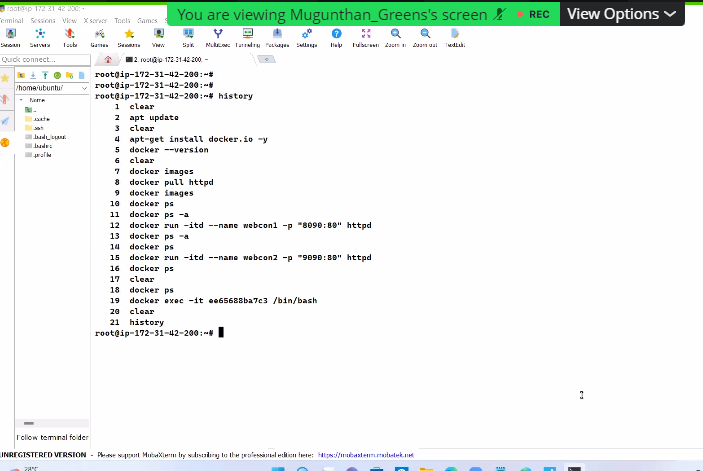 root@ip-172-31-42-200: ~
You are viewing Mugunthan_Greens's screen
REC
View Options
Terminal Sessions View X server Tools Games
Session Servers Tools Games Sessions View Split MultiExec Tunneling Packages Settings Help Fullscreen Zoom in Zoom out TextEdit
Quick connect...
2. root@ip-172-31-42-200: ~
/home/ubuntu/
Name
..
.cache
.ssh
.bash_logout
.bashrc
.profile
root@ip-172-31-42-200:~#
root@ip-172-31-42-200:~#
root@ip-172-31-42-200:~# history
1 clear
2 apt update
3 clear
4 apt-get install docker.io -y
5 docker --version
6 clear
7 docker images
8 docker pull httpd
9 docker images
10 docker ps
11 docker ps -a
12 docker run -itd --name webcon1 -p "8090:80" httpd
13 docker ps -a
14 docker ps
15 docker run -itd --name webcon2 -p "9090:80" httpd
16 docker ps
17 clear
18 docker ps
19 docker exec -it ee65688ba7c3 /bin/bash
20 clear
21 history
root@ip-172-31-42-200:~#
Follow terminal folder
UNREGISTERED VERSION - Please support MobaXterm by subscribing to the professional edition here: https://mobaxterm.mobatek.net
28°C